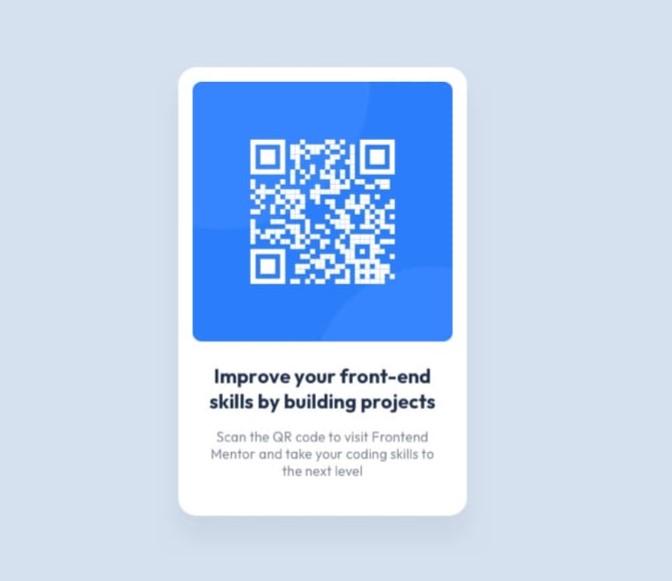 Improve your front-end
skills by building projects
Scan the QR code to visit Frontend
Mentor and take your coding skills to
the next level